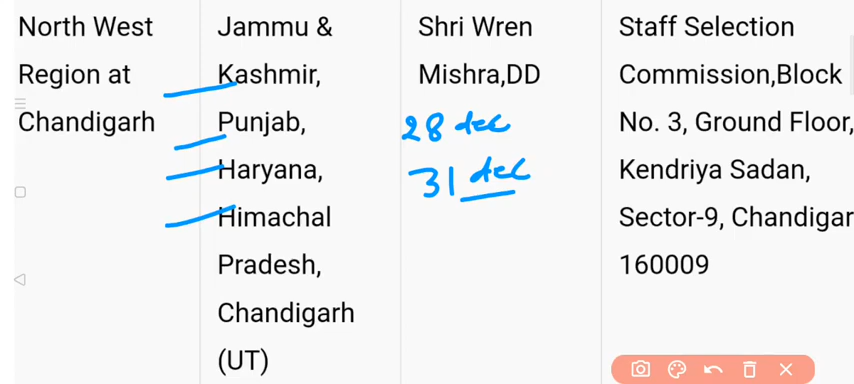 North West
Region at
Chandigarh
Jammu &
Kashmir,
Punjab,
Haryana,
Himachal
Pradesh,
Chandigarh
(UT)
Shri Wren
Mishra,DD
28 dec
31 dec
Staff Selection
Commission,Block
No. 3, Ground Floor,
Kendriya Sadan,
Sector-9, Chandigar
160009